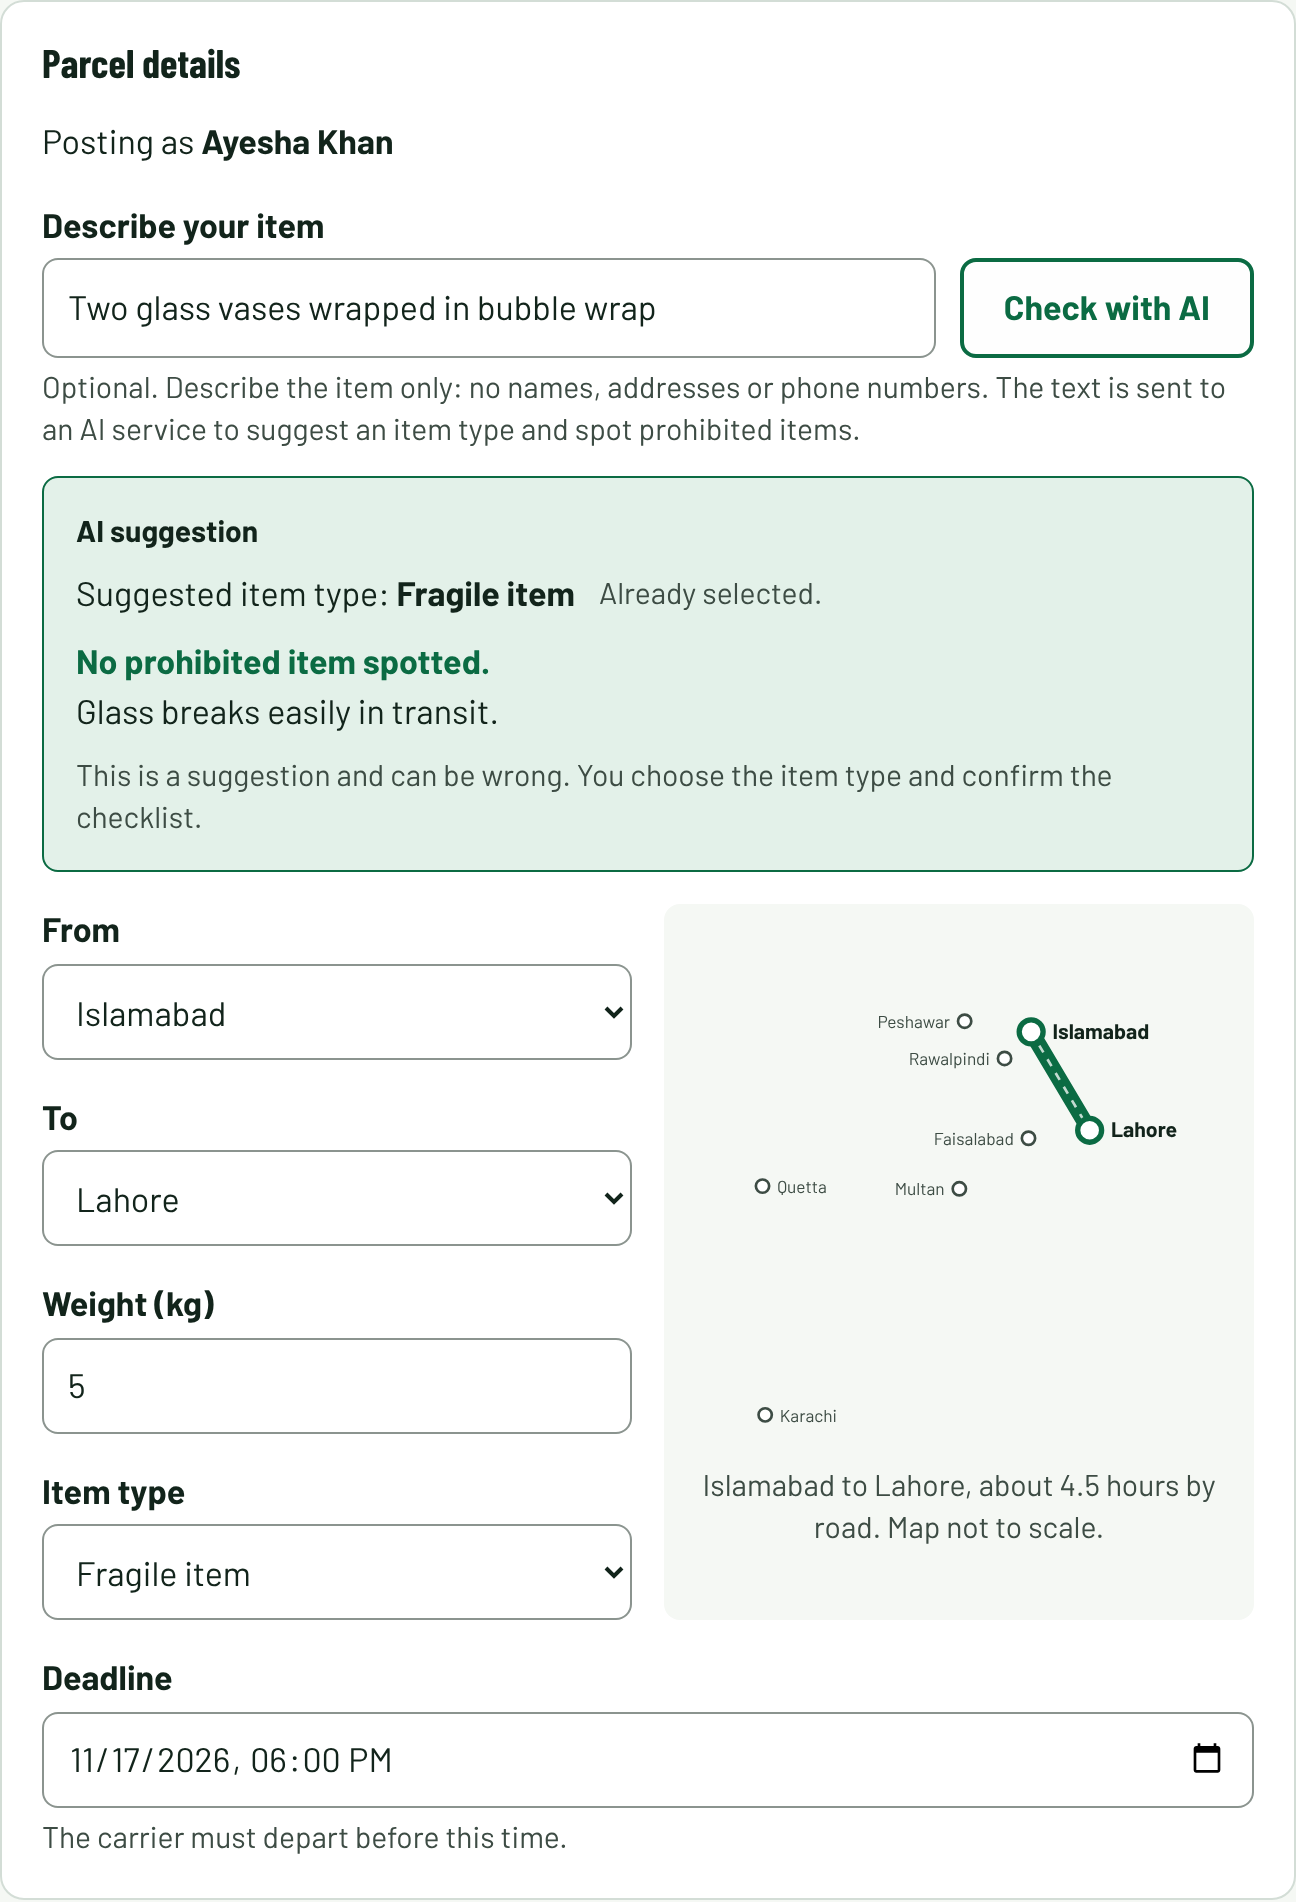 Parcel details
Posting as Ayesha Khan
Describe your item
Two glass vases wrapped in bubble wrap
Check with AI
Optional. Describe the item only: no names, addresses or phone numbers. The text is sent to
an AI service to suggest an item type and spot prohibited items.
AI suggestion
Suggested item type: Fragile item Already selected.
No prohibited item spotted.
Glass breaks easily in transit.
This is a suggestion and can be wrong. You choose the item type and confirm the
checklist.
From
Islamabad
To
Lahore
Weight (kg)
5
Item type
Fragile item
Peshawar
Islamabad
Rawalpindi
Lahore
Faisalabad
Quetta
Multan
Karachi
Islamabad to Lahore, about 4.5 hours by
road. Map not to scale.
Deadline
11/17/2026, 06:00 PM
The carrier must depart before this time.